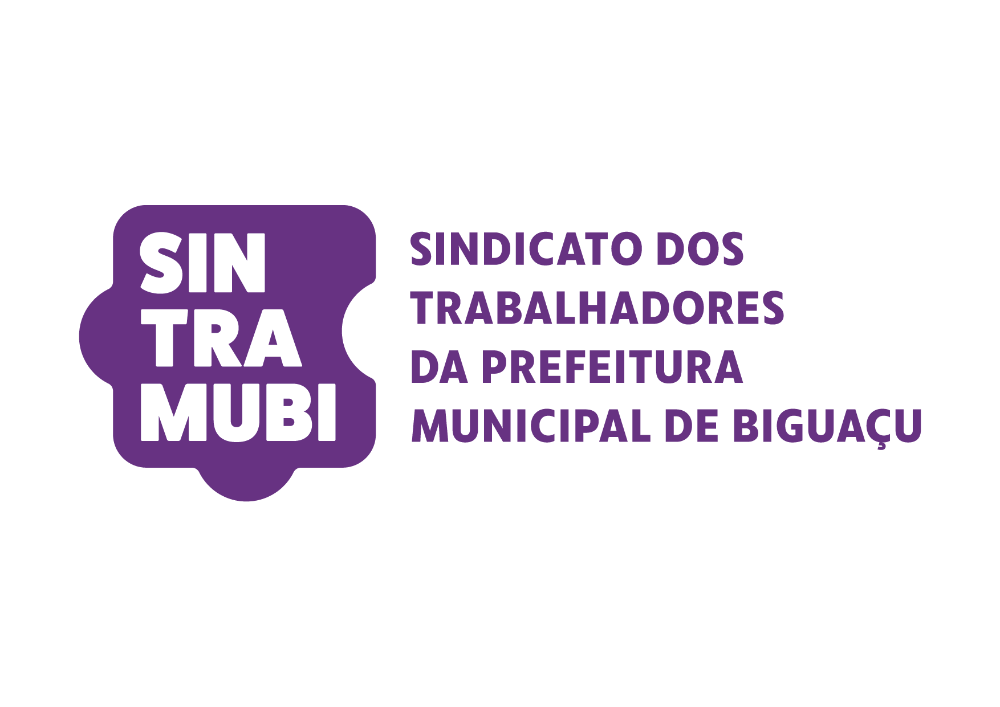 SIN
TRA
MUBI
SINDICATO DOS
TRABALHADORES
DA PREFEITURA
MUNICIPAL DE BIGUAÇU